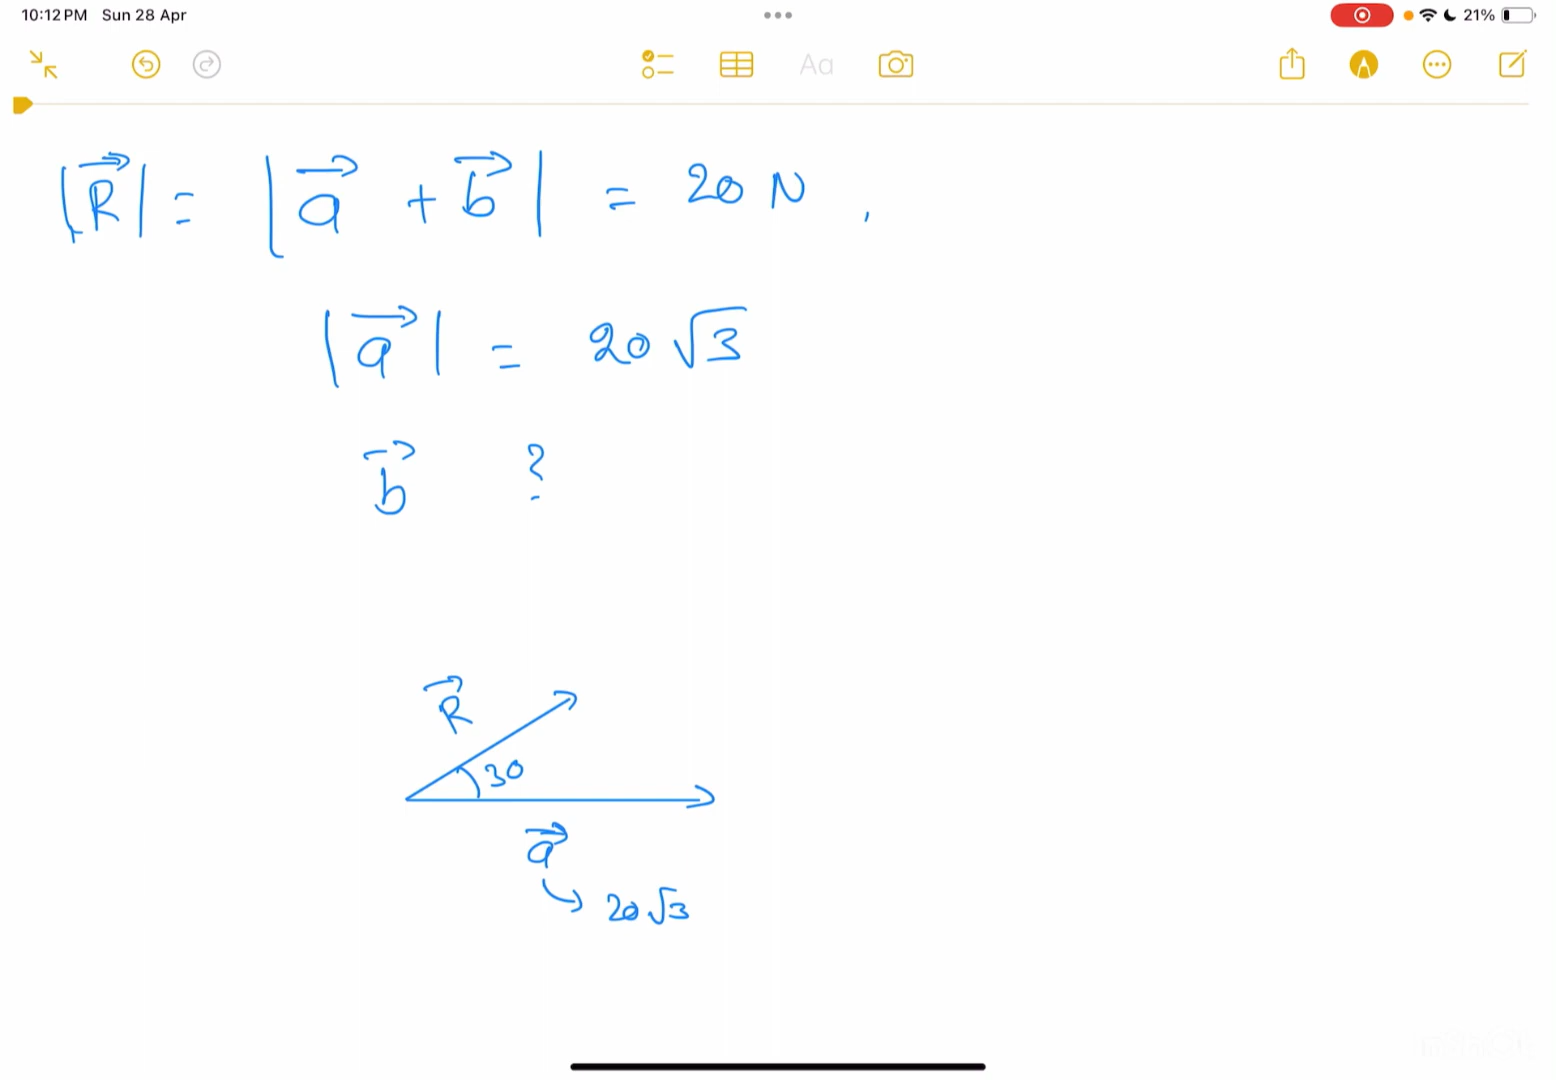 10:12 PM Sun 28 Apr
21%
Aa
|R⃗| = |a⃗ + b⃗| = 20 N,
|a⃗| = 20√3
b⃗ ?
R⃗
30
a⃗
↳ 20√3